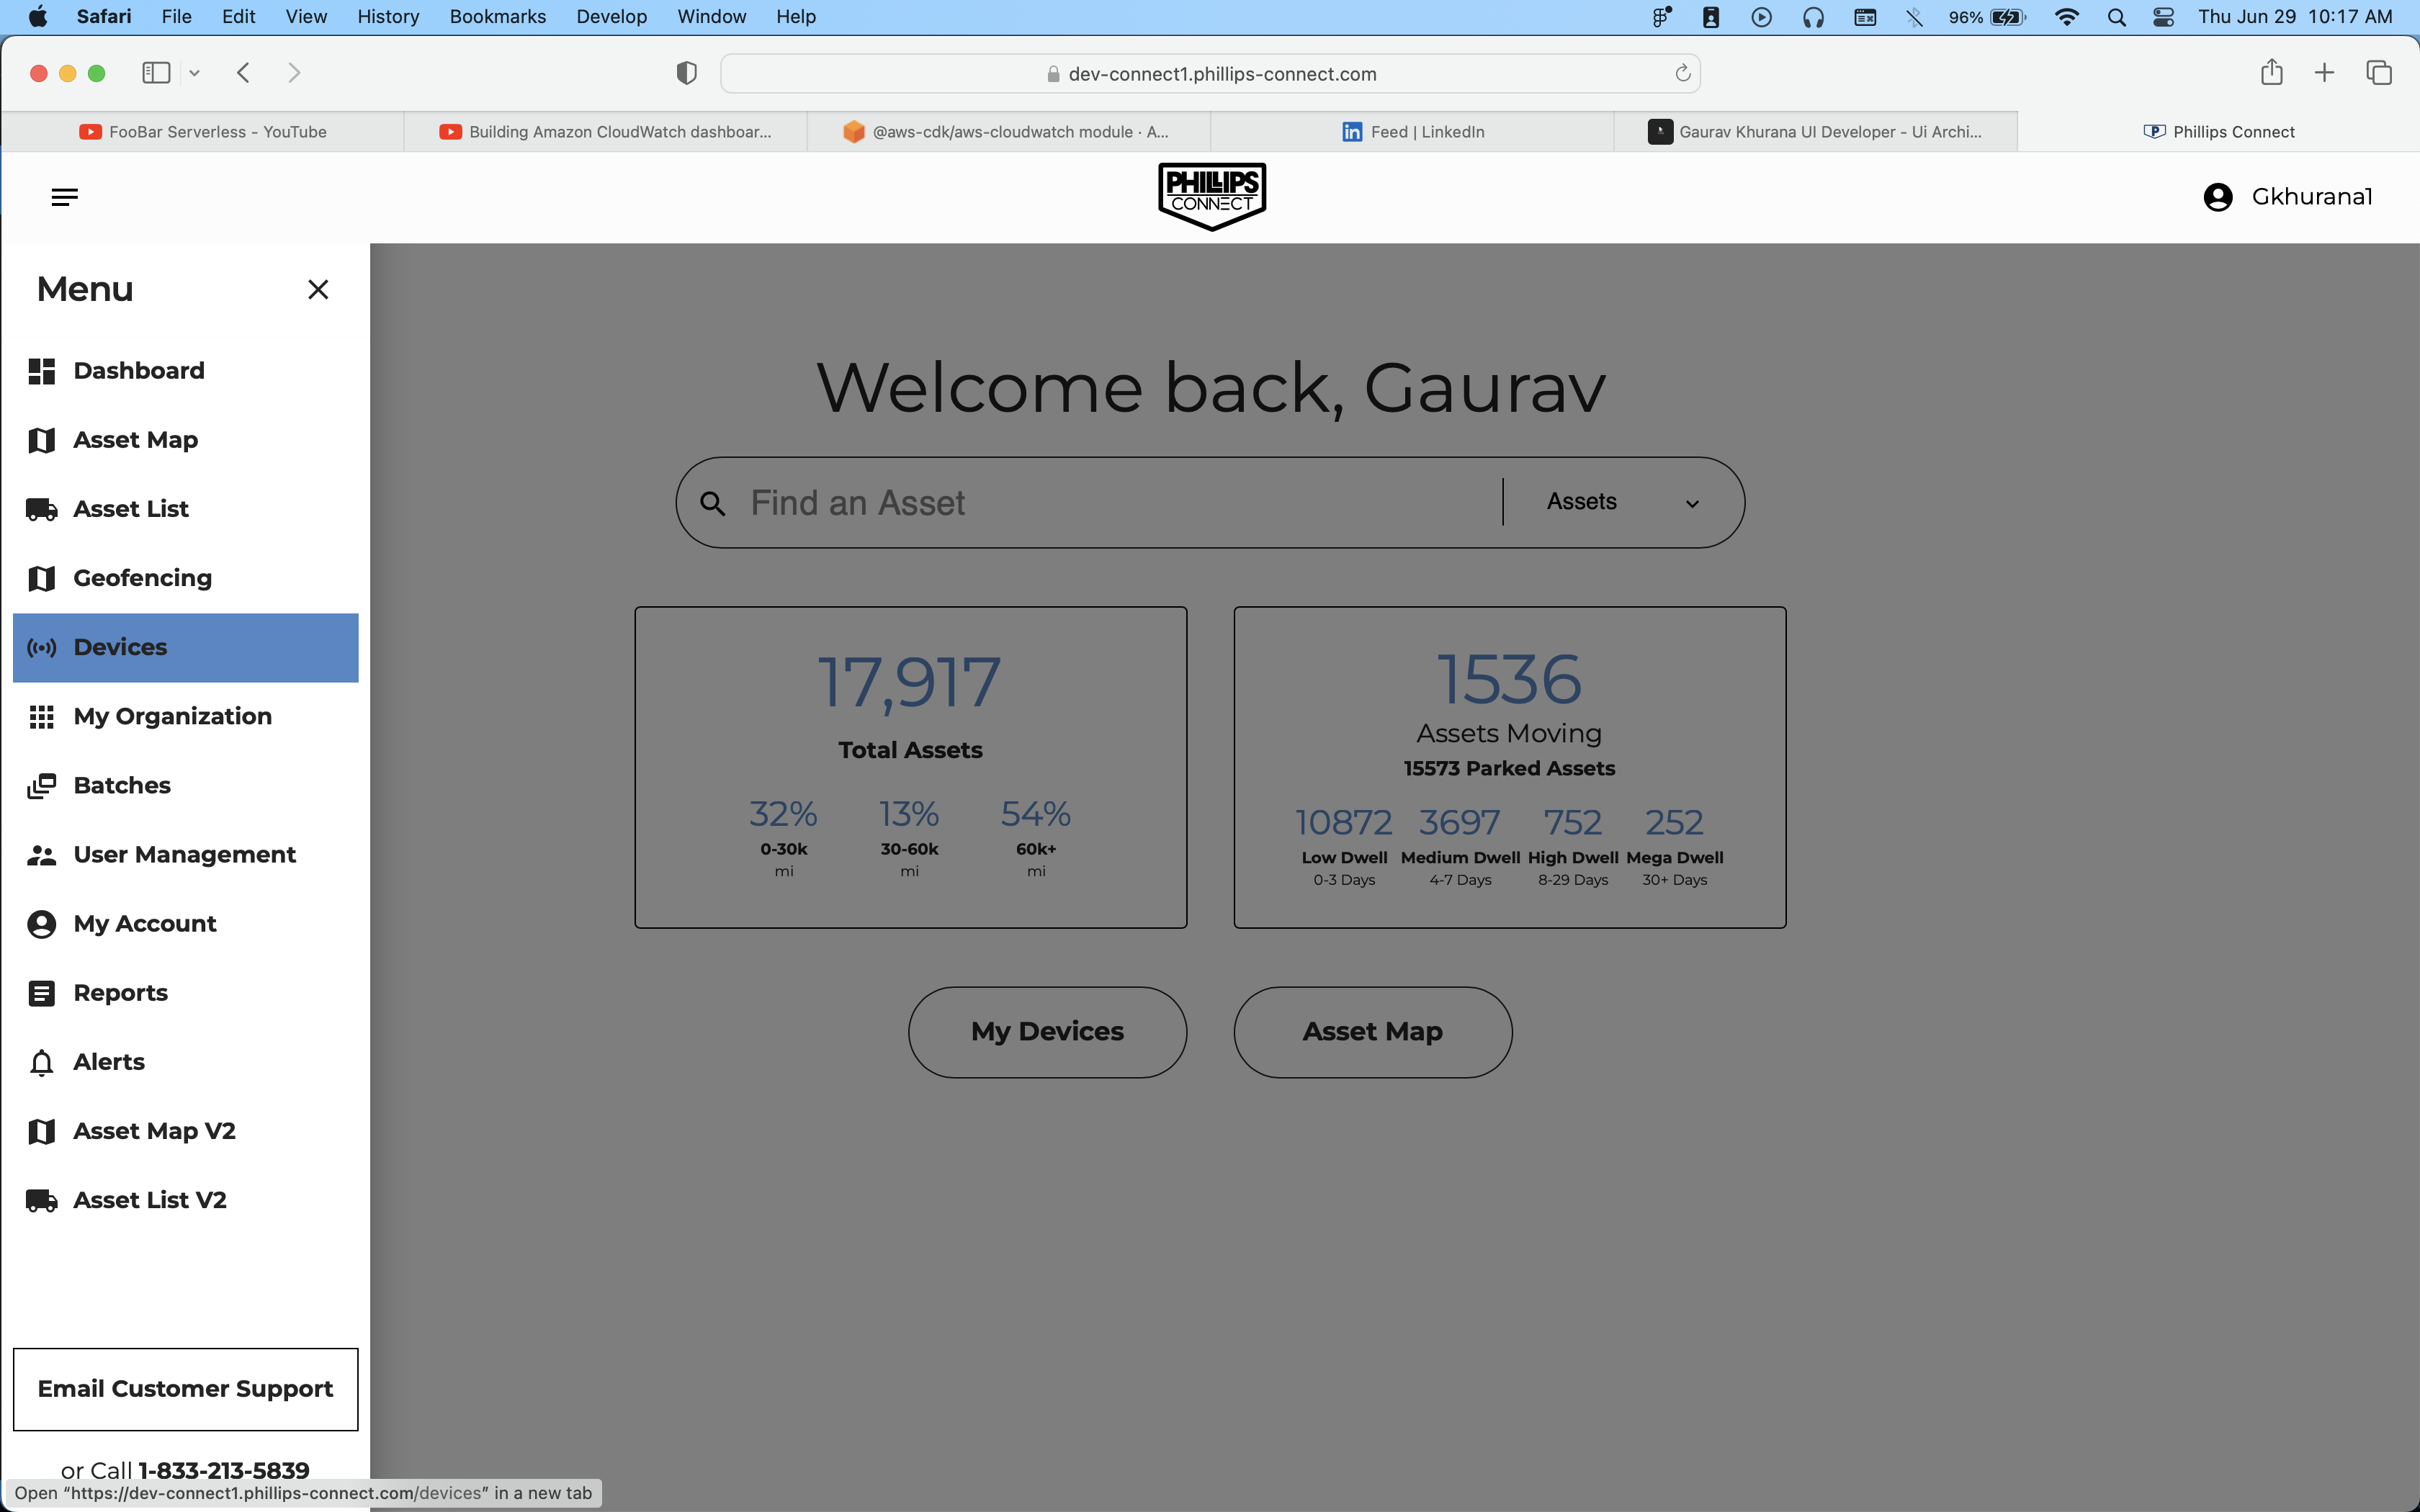 Safari File Edit View History Bookmarks Develop Window Help 96% Thu Jun 29 10:17 AM
dev-connect1.phillips-connect.com
FooBar Serverless - YouTube
Building Amazon CloudWatch dashboar...
@aws-cdk/aws-cloudwatch module · A...
Feed | LinkedIn
Gaurav Khurana UI Developer - Ui Archi...
Phillips Connect
PHILLIPS
CONNECT
Gkhurana1
Menu
Dashboard
Asset Map
Asset List
Geofencing
Devices
My Organization
Batches
User Management
My Account
Reports
Alerts
Asset Map V2
Asset List V2
Email Customer Support
or Call 1-833-213-5839
Open “https://dev-connect1.phillips-connect.com/devices” in a new tab
Welcome back, Gaurav
Find an Asset
Assets
17,917
Total Assets
32% 13% 54%
0-30k 30-60k 60k+
mi mi mi
1536
Assets Moving
15573 Parked Assets
10872 3697 752 252
Low Dwell Medium Dwell High Dwell Mega Dwell
0-3 Days 4-7 Days 8-29 Days 30+ Days
My Devices
Asset Map